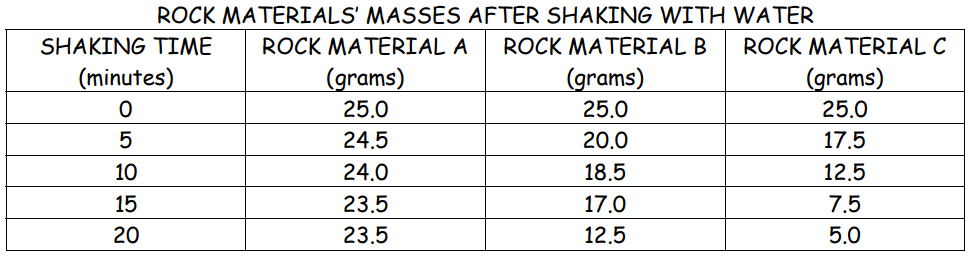 ROCK MATERIALS' MASSES AFTER SHAKING WITH WATER
SHAKING TIME ROCK MATERIAL A ROCK MATERIAL B ROCK MATERIAL C
(minutes) (grams) (grams) (grams)
0 25.0 25.0 25.0
5 24.5 20.0 17.5
10 24.0 18.5 12.5
15 23.5 17.0 7.5
20 23.5 12.5 5.0